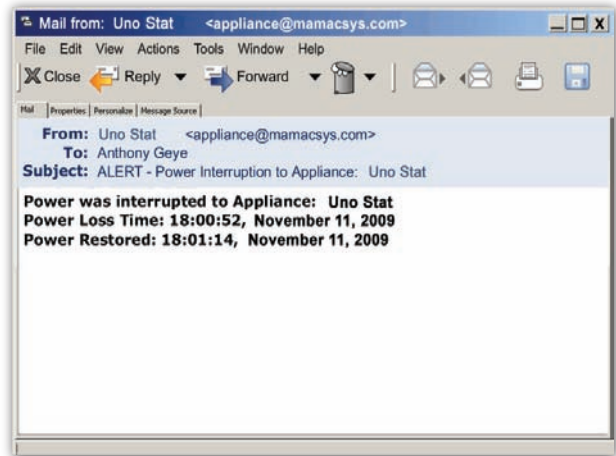 Mail from: Uno Stat <appliance@mamacsys.com>
File Edit View Actions Tools Window Help
Close Reply Forward
Mail Properties Personalize Message Source
From: Uno Stat <appliance@mamacsys.com>
To: Anthony Geye
Subject: ALERT - Power Interruption to Appliance: Uno Stat
Power was interrupted to Appliance: Uno Stat
Power Loss Time: 18:00:52, November 11, 2009
Power Restored: 18:01:14, November 11, 2009